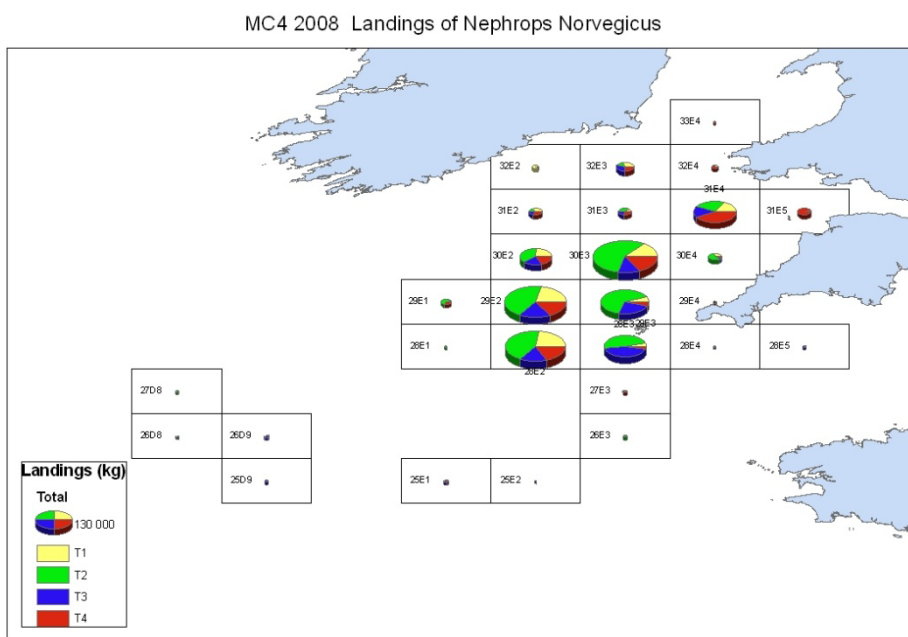 MC4 2008 Landings of Nephrops Norvegicus
33E4
32E2
32E3
32E4
31E4
31E2
31E3
31E5
30E2
30E3
30E4
29E1
29E2
29E4
28E3
29E3
28E1
28E4
28E5
28E2
27D8
27E3
26D8
26D9
26E3
25D9
25E1
25E2
Landings (kg)
Total
130 000
T1
T2
T3
T4